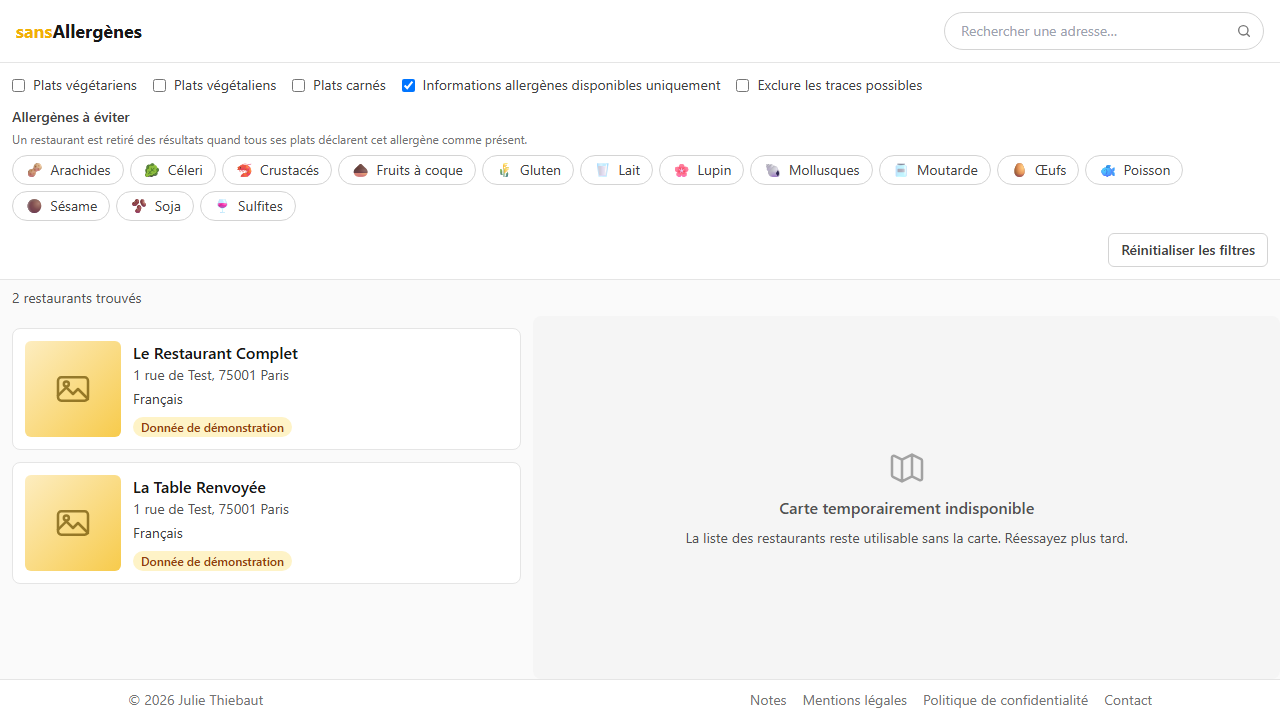 sansAllergènes
Rechercher une adresse...
Plats végétariens
Plats végétaliens
Plats carnés
Informations allergènes disponibles uniquement
Exclure les traces possibles
Allergènes à éviter
Un restaurant est retiré des résultats quand tous ses plats déclarent cet allergène comme présent.
Arachides
Céleri
Crustacés
Fruits à coque
Gluten
Lait
Lupin
Mollusques
Moutarde
Œufs
Poisson
Sésame
Soja
Sulfites
Réinitialiser les filtres
2 restaurants trouvés
Le Restaurant Complet
1 rue de Test, 75001 Paris
Français
Donnée de démonstration
La Table Renvoyée
1 rue de Test, 75001 Paris
Français
Donnée de démonstration
Carte temporairement indisponible
La liste des restaurants reste utilisable sans la carte. Réessayez plus tard.
© 2026 Julie Thiebaut
Notes
Mentions légales
Politique de confidentialité
Contact